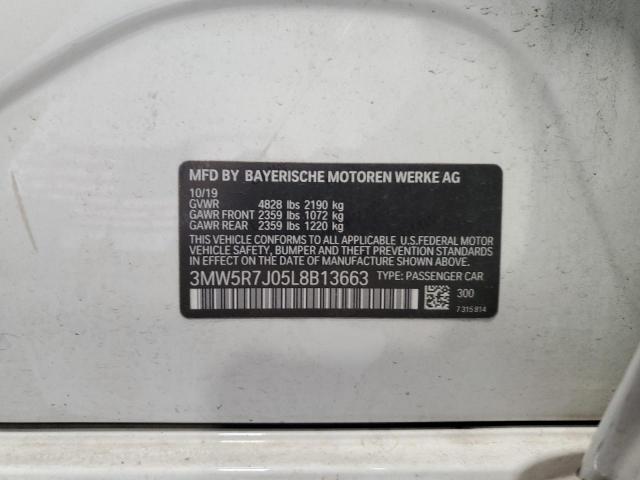 MFD BY BAYERISCHE MOTOREN WERKE AG
10/19
GVWR 4828 lbs 2190 kg
GAWR FRONT 2359 lbs 1072 kg
GAWR REAR 2359 lbs 1220 kg
THIS VEHICLE CONFORMS TO ALL APPLICABLE U.S.FEDERAL MOTOR
VEHICLE SAFETY, BUMPER, AND THEFT PREVENTION STANDARDS
IN EFFECT ON THE DATE OF MANUFACTURE SHOWN ABOVE.
3MW5R7J05L8B13663 TYPE: PASSENGER CAR
300
7 315 814